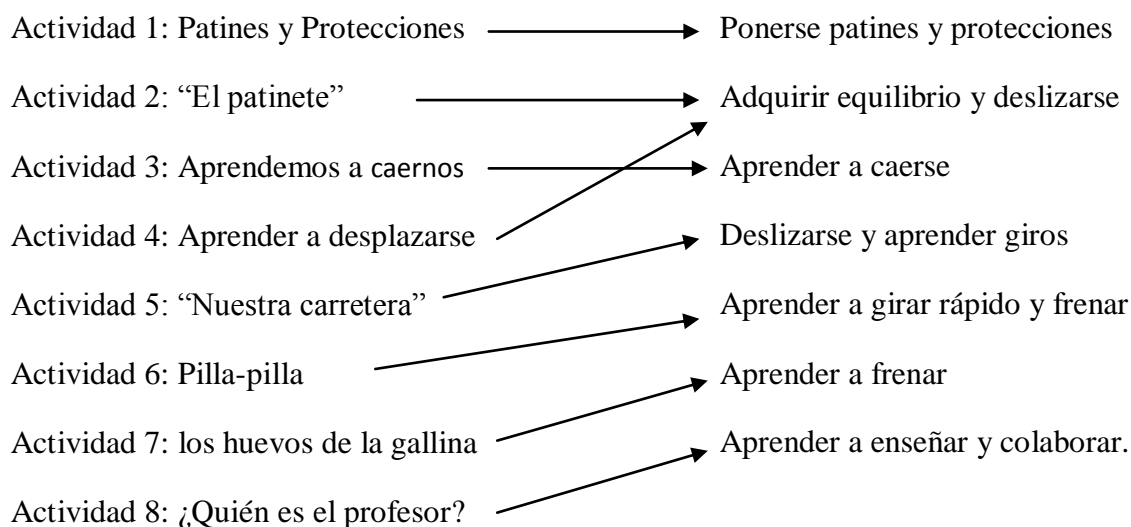 Actividad 1: Patines y Protecciones Ponerse patines y protecciones
Actividad 2: “El patinete” Adquirir equilibrio y deslizarse
Actividad 3: Aprendemos a caernos Aprender a caerse
Actividad 4: Aprender a desplazarse Deslizarse y aprender giros
Actividad 5: “Nuestra carretera” Aprender a girar rápido y frenar
Actividad 6: Pilla-pilla Aprender a frenar
Actividad 7: los huevos de la gallina Aprender a enseñar y colaborar.
Actividad 8: ¿Quién es el profesor?